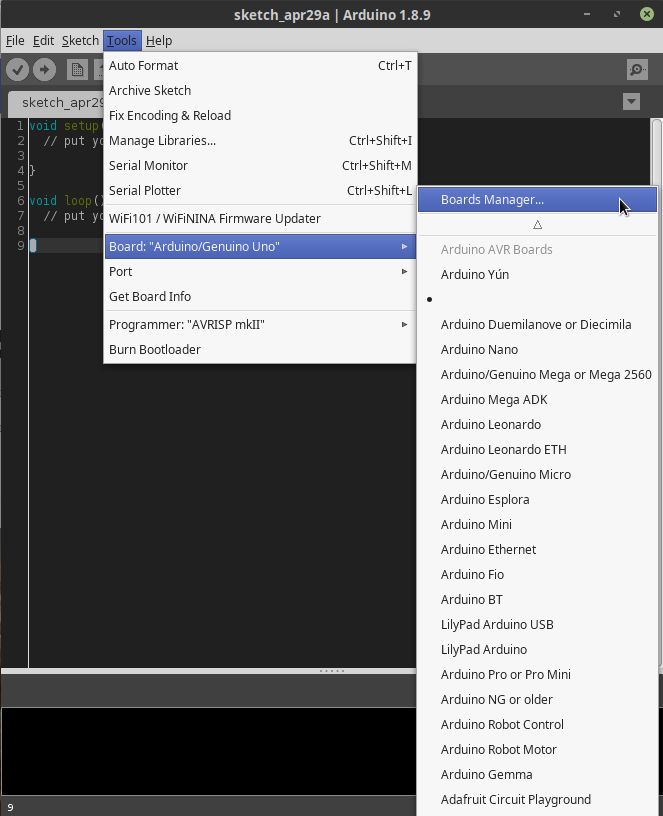 sketch_apr29a | Arduino 1.8.9
File Edit Sketch Tools Help
sketch_apr29
1 void setup(
2 // put yo
3
4 }
5
6 void loop()
7 // put yo
8
9
Auto Format Ctrl+T
Archive Sketch
Fix Encoding & Reload
Manage Libraries... Ctrl+Shift+I
Serial Monitor Ctrl+Shift+M
Serial Plotter Ctrl+Shift+L
WiFi101 / WiFiNINA Firmware Updater
Board: "Arduino/Genuino Uno"
Port
Get Board Info
Programmer: "AVRISP mkII"
Burn Bootloader
Boards Manager...
Arduino AVR Boards
Arduino Yún
Arduino Duemilanove or Diecimila
Arduino Nano
Arduino/Genuino Mega or Mega 2560
Arduino Mega ADK
Arduino Leonardo
Arduino Leonardo ETH
Arduino/Genuino Micro
Arduino Esplora
Arduino Mini
Arduino Ethernet
Arduino Fio
Arduino BT
LilyPad Arduino USB
LilyPad Arduino
Arduino Pro or Pro Mini
Arduino NG or older
Arduino Robot Control
Arduino Robot Motor
Arduino Gemma
Adafruit Circuit Playground
9